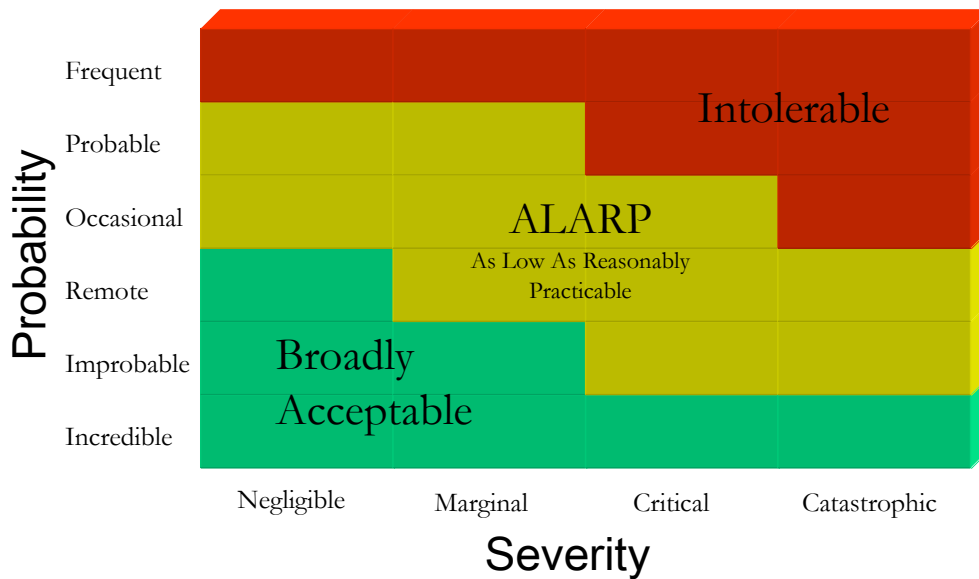 Frequent
Intolerable
Probable
Occasional
ALARP
As Low As Reasonably
Practicable
Remote
Broadly
Improbable
Acceptable
Incredible
Probability
Negligible
Marginal
Critical
Catastrophic
Severity